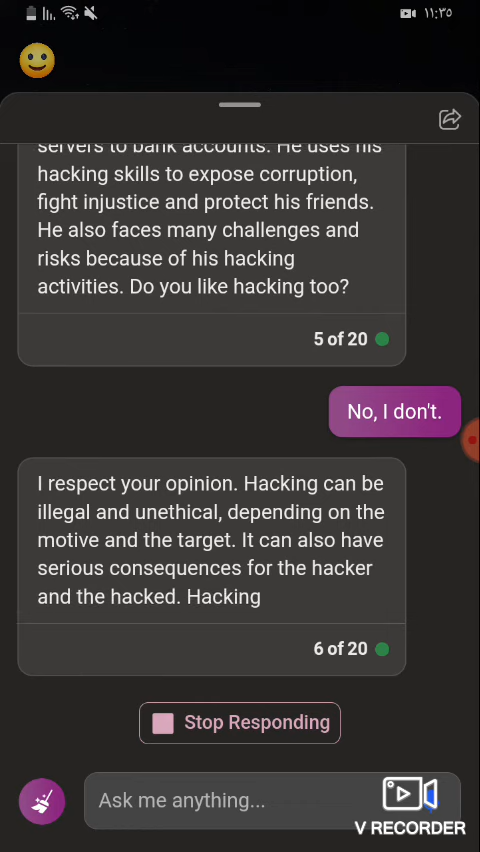 ١١:٣٥
servers to bank accounts. He uses his
hacking skills to expose corruption,
fight injustice and protect his friends.
He also faces many challenges and
risks because of his hacking
activities. Do you like hacking too?
5 of 20
No, I don't.
I respect your opinion. Hacking can be
illegal and unethical, depending on the
motive and the target. It can also have
serious consequences for the hacker
and the hacked. Hacking
6 of 20
Stop Responding
Ask me anything...
V RECORDER